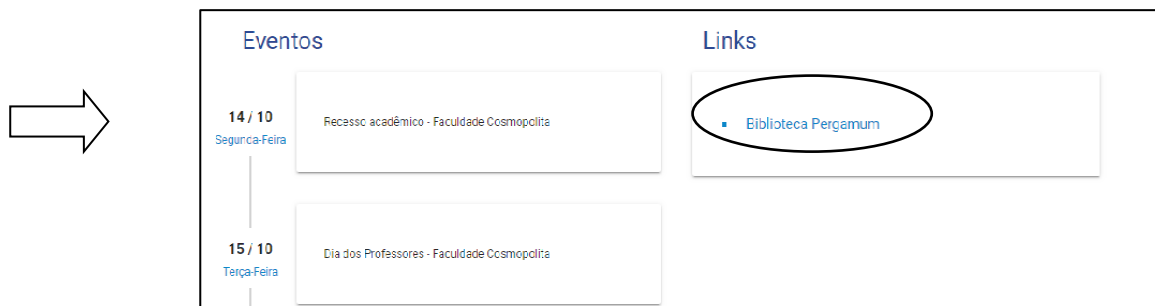 Eventos
Links
14 / 10
Segunda-Feira
Recesso acadêmico - Faculdade Cosmopolita
Biblioteca Pergamum
15 / 10
Terça-Feira
Dia dos Professores - Faculdade Cosmopolita